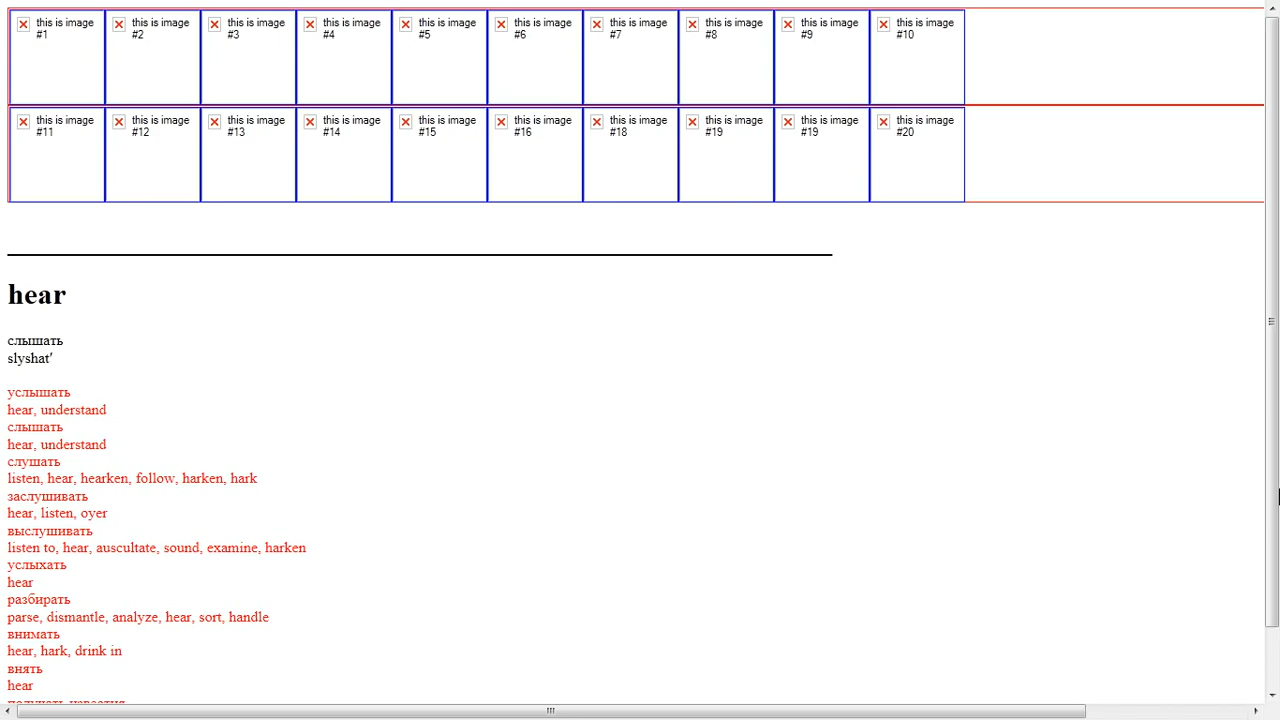 this is image this is image this is image this is image this is image this is image this is image this is image this is image this is image
#1 #2 #3 #4 #5 #6 #7 #8 #9 #10
this is image this is image this is image this is image this is image this is image this is image this is image this is image this is image
#11 #12 #13 #14 #15 #16 #18 #19 #19 #20
hear
слышать
slyshat′
услышать
hear, understand
слышать
hear, understand
слушать
listen, hear, hearken, follow, harken, hark
заслушивать
hear, listen, oyer
выслушивать
listen to, hear, auscultate, sound, examine, harken
услыхать
hear
разбирать
parse, dismantle, analyze, hear, sort, handle
внимать
hear, hark, drink in
внять
hear